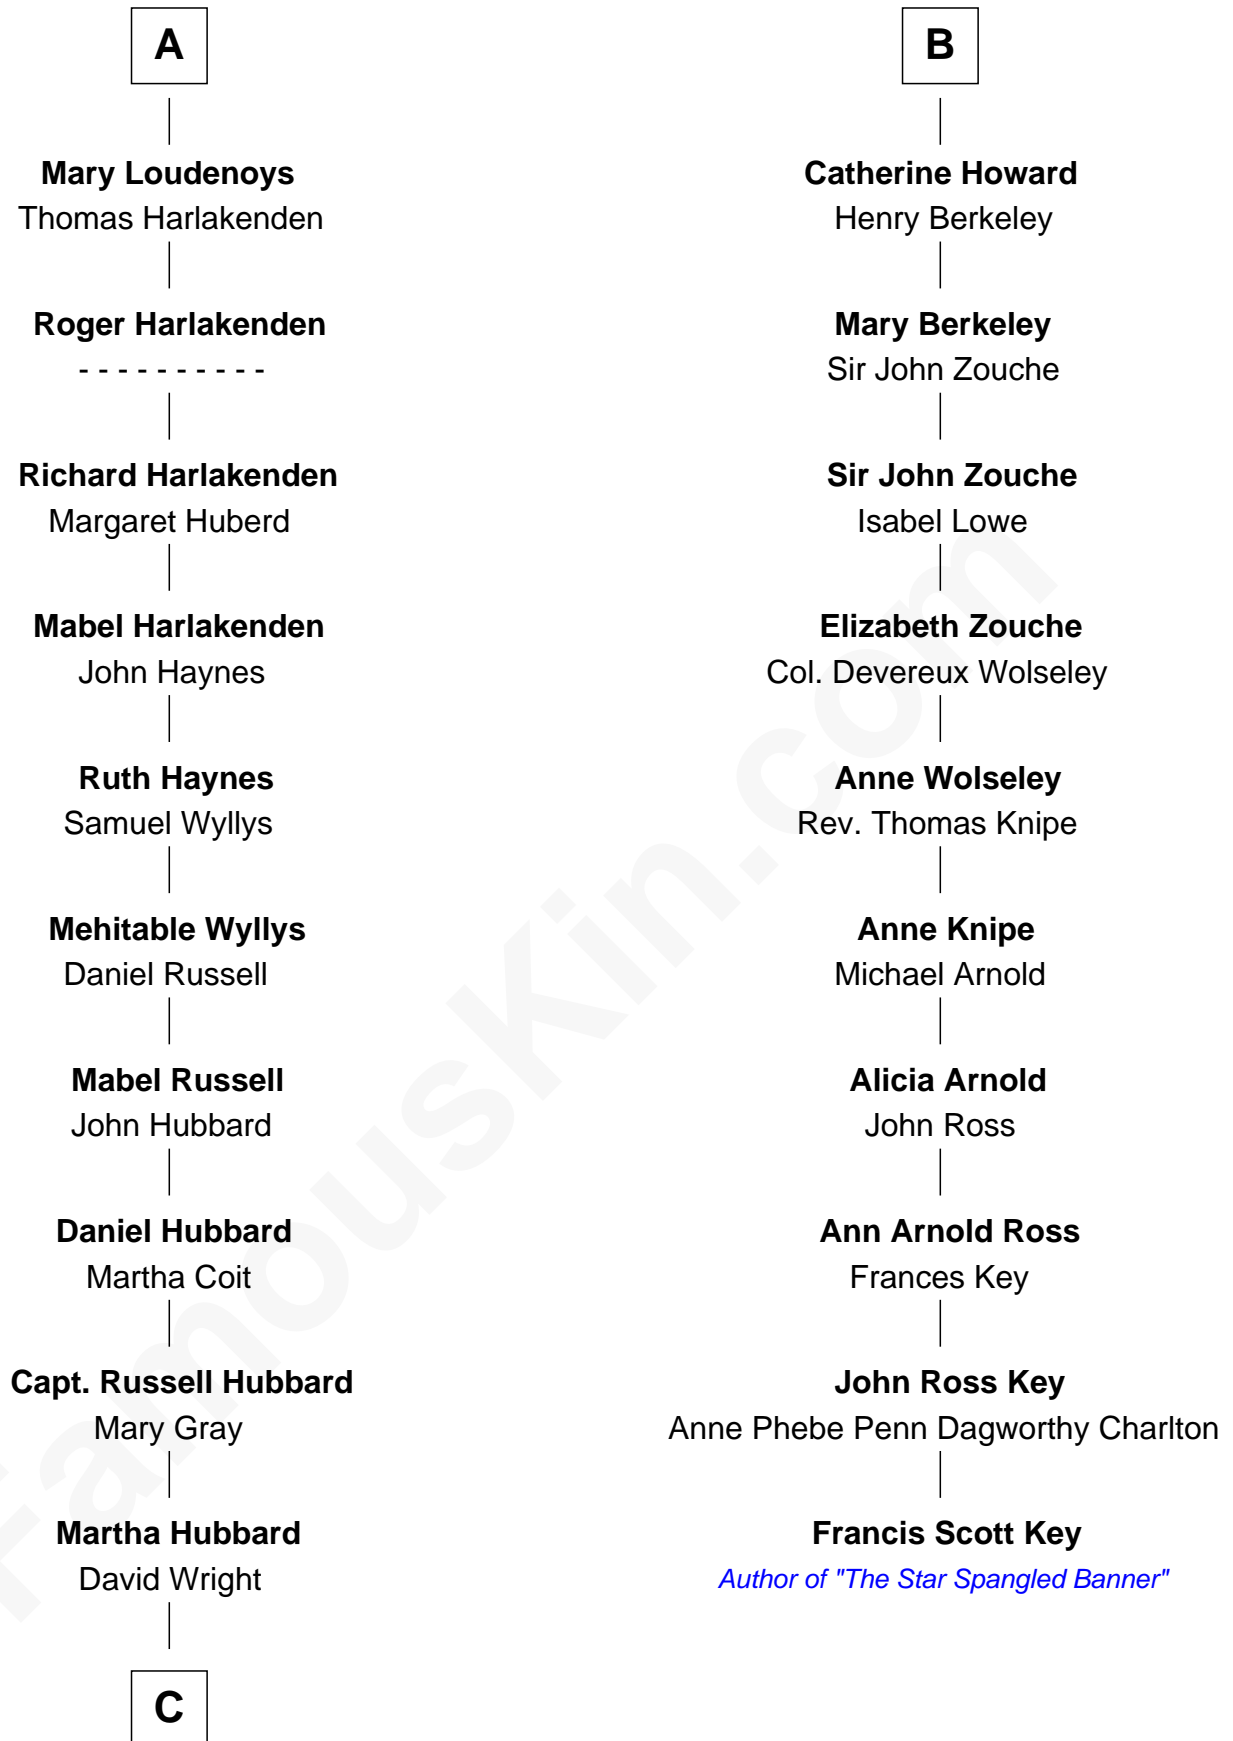 A
Mary Loudenoys
Thomas Harlakenden
Roger Harlakenden
- - - - - - - - - -
Richard Harlakenden
Margaret Huberd
Mabel Harlakenden
John Haynes
Ruth Haynes
Samuel Wyllys
Mehitable Wyllys
Daniel Russell
Mabel Russell
John Hubbard
Daniel Hubbard
Martha Coit
Capt. Russell Hubbard
Mary Gray
Martha Hubbard
David Wright
C
B
Catherine Howard
Henry Berkeley
Mary Berkeley
Sir John Zouche
Sir John Zouche
Isabel Lowe
Elizabeth Zouche
Col. Devereux Wolseley
Anne Wolseley
Rev. Thomas Knipe
Anne Knipe
Michael Arnold
Alicia Arnold
John Ross
Ann Arnold Ross
Frances Key
John Ross Key
Anne Phebe Penn Dagworthy Charlton
Francis Scott Key
Author of "The Star Spangled Banner"
FamousKin.com